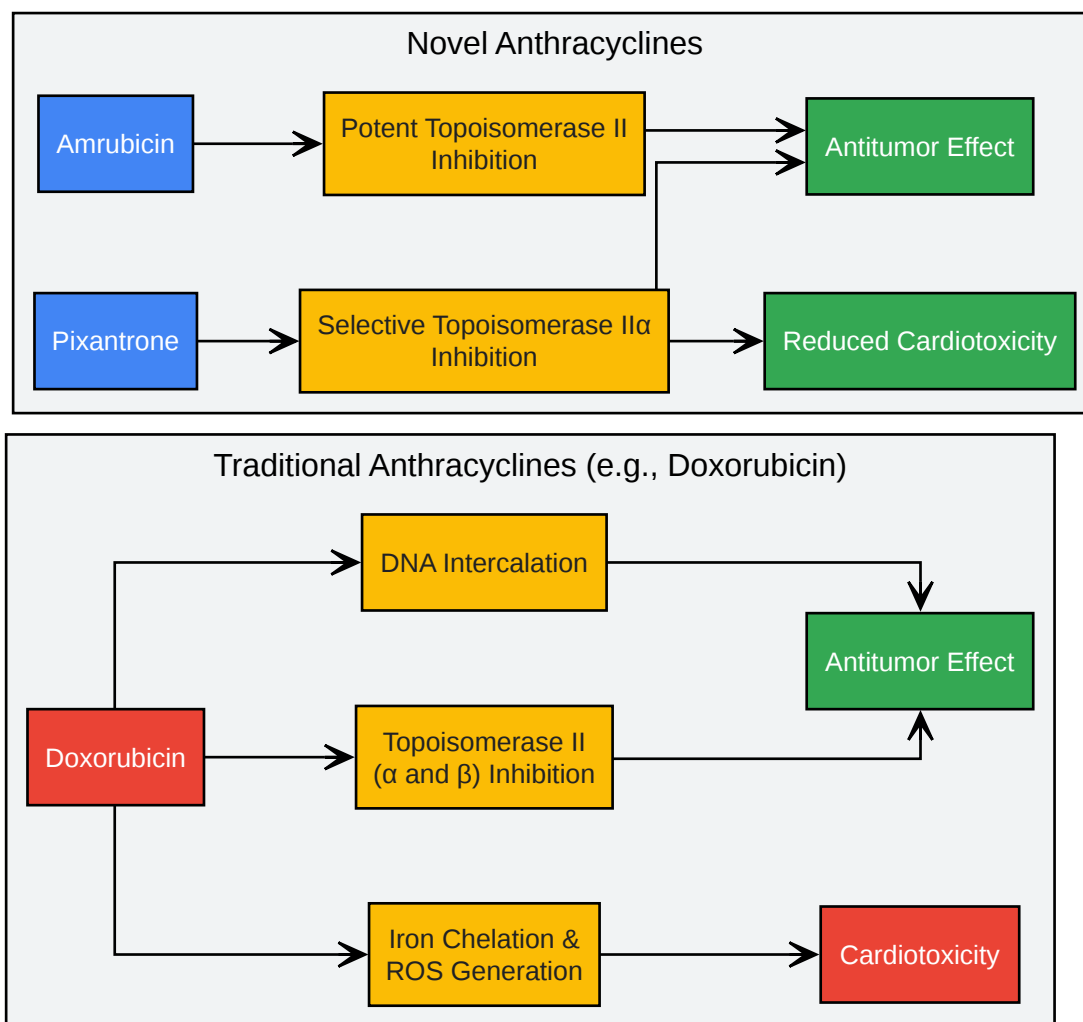 Novel Anthracyclines
Amrubicin
Potent Topoisomerase II
Inhibition
Antitumor Effect
Pixantrone
Selective Topoisomerase IIα
Inhibition
Reduced Cardiotoxicity
Traditional Anthracyclines (e.g., Doxorubicin)
DNA Intercalation
Antitumor Effect
Doxorubicin
Topoisomerase II
(α and β) Inhibition
Iron Chelation &
ROS Generation
Cardiotoxicity